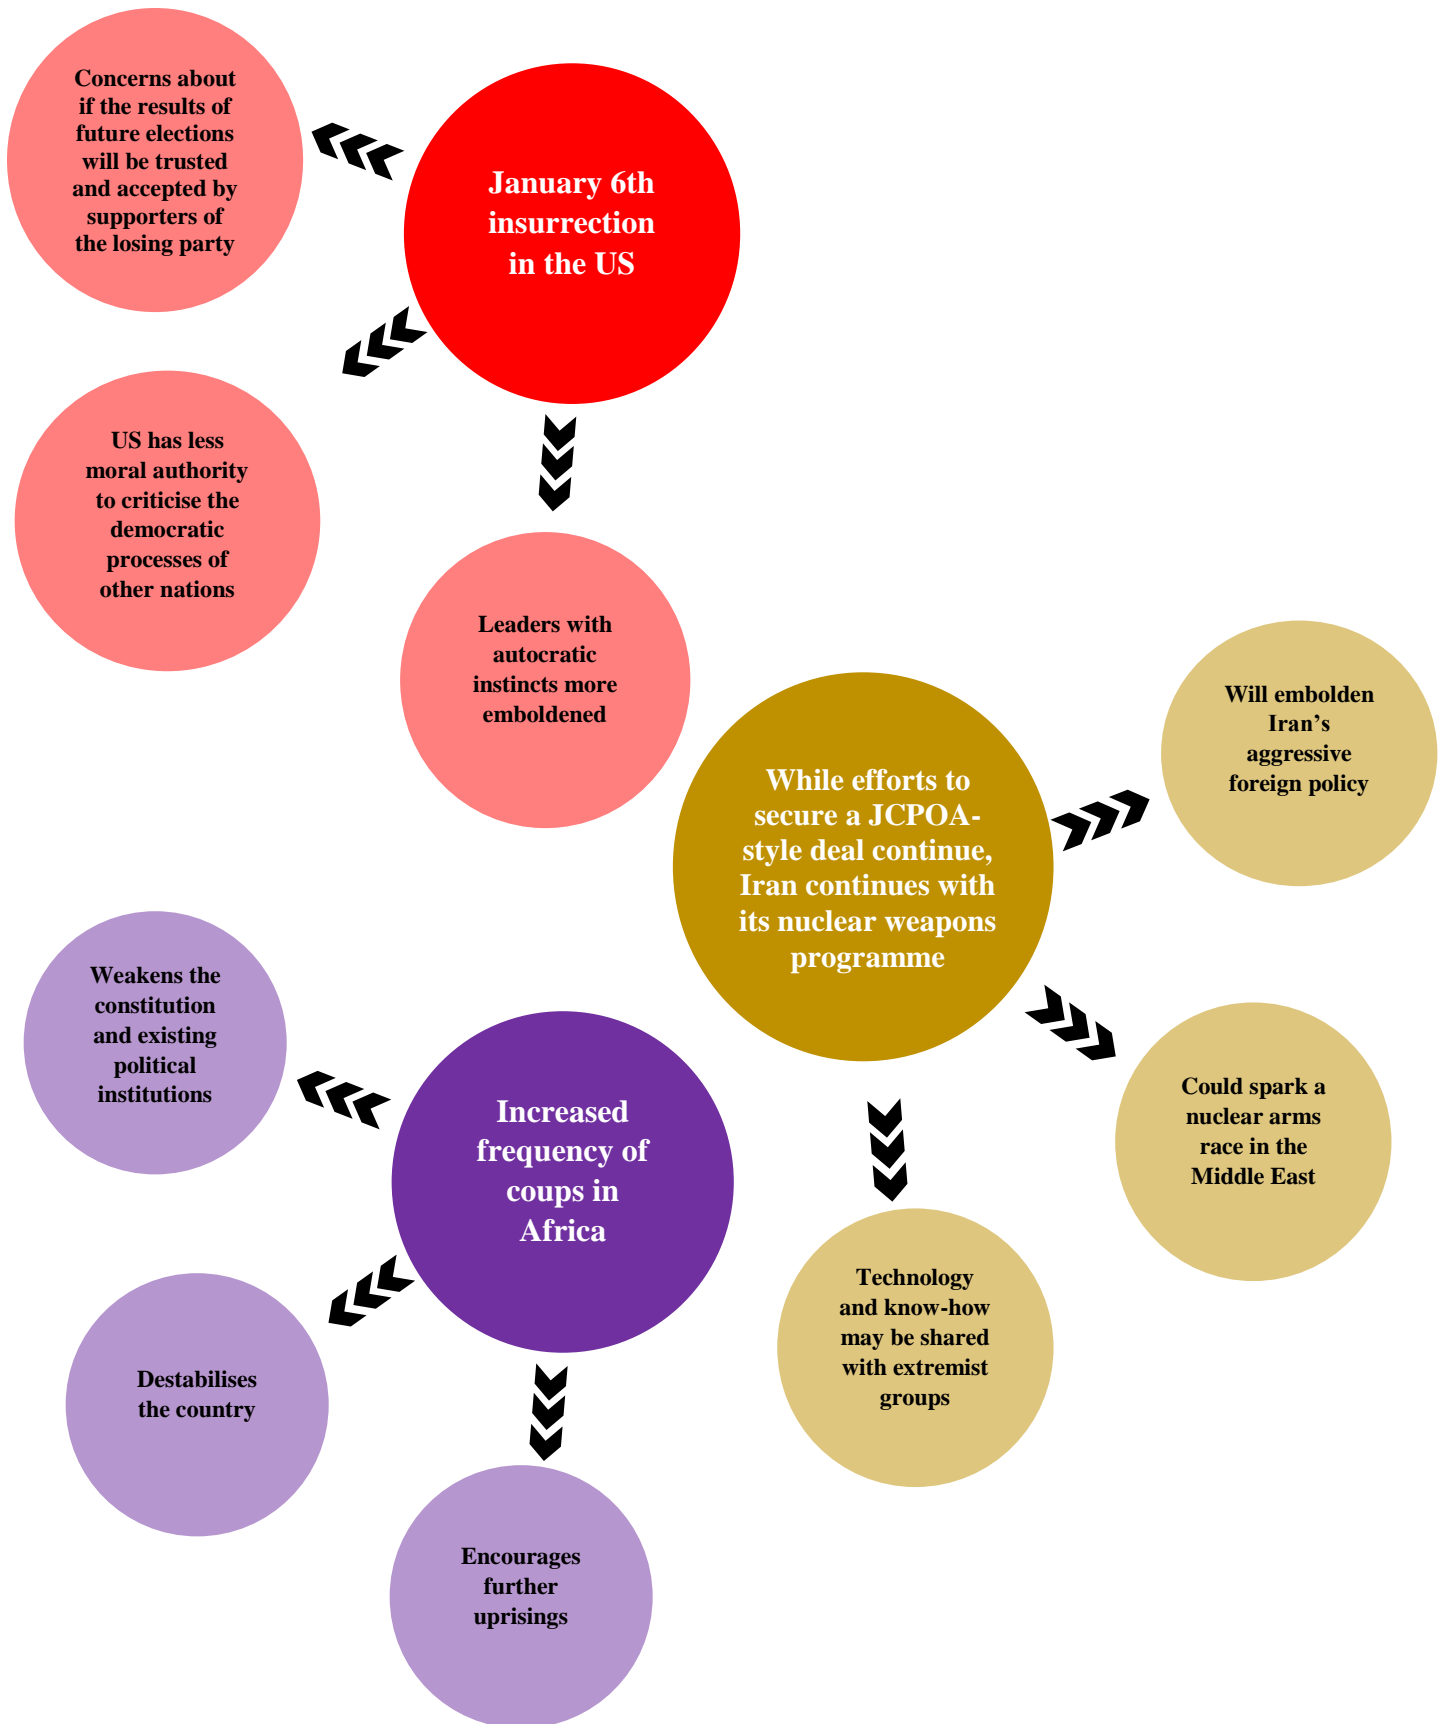 Concerns about
if the results of
future elections
will be trusted
and accepted by
supporters of
the losing party
January 6th
insurrection
in the US
US has less
moral authority
to criticise the
democratic
processes of
other nations
Leaders with
autocratic
instincts more
emboldened
While efforts to
secure a JCPOA-
style deal continue,
Iran continues with
its nuclear weapons
programme
Will embolden
Iran’s
aggressive
foreign policy
Could spark a
nuclear arms
race in the
Middle East
Technology
and know-how
may be shared
with extremist
groups
Weakens the
constitution
and existing
political
institutions
Increased
frequency of
coups in
Africa
Destabilises
the country
Encourages
further
uprisings